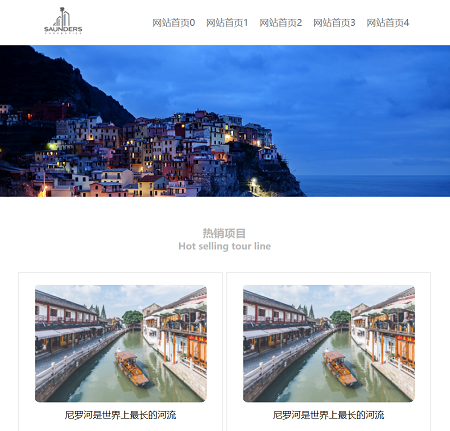 SAUNDERS
网站首页0 网站首页1 网站首页2 网站首页3 网站首页4
热销项目
Hot selling tour line
尼罗河是世界上最长的河流 尼罗河是世界上最长的河流